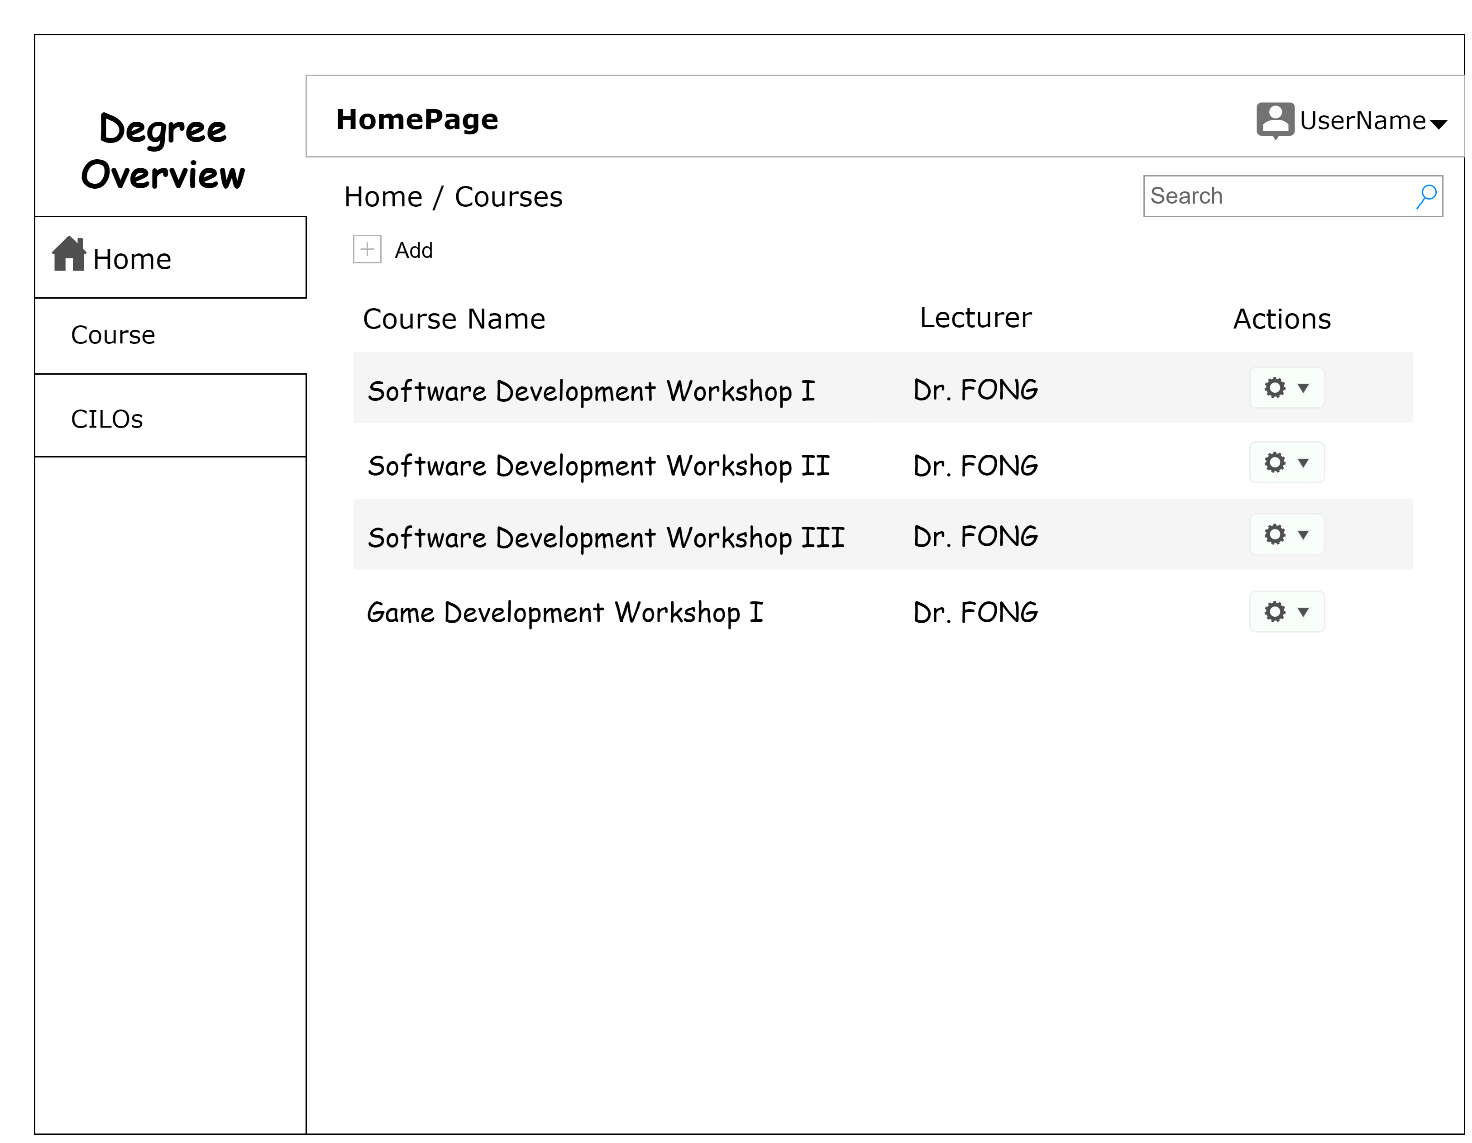 Degree
Overview
HomePage
UserName
Home
Course
CILOs
Home / Courses
Search
Add
Course Name Lecturer Actions
Software Development Workshop I Dr. FONG
Software Development Workshop II Dr. FONG
Software Development Workshop III Dr. FONG
Game Development Workshop I Dr. FONG